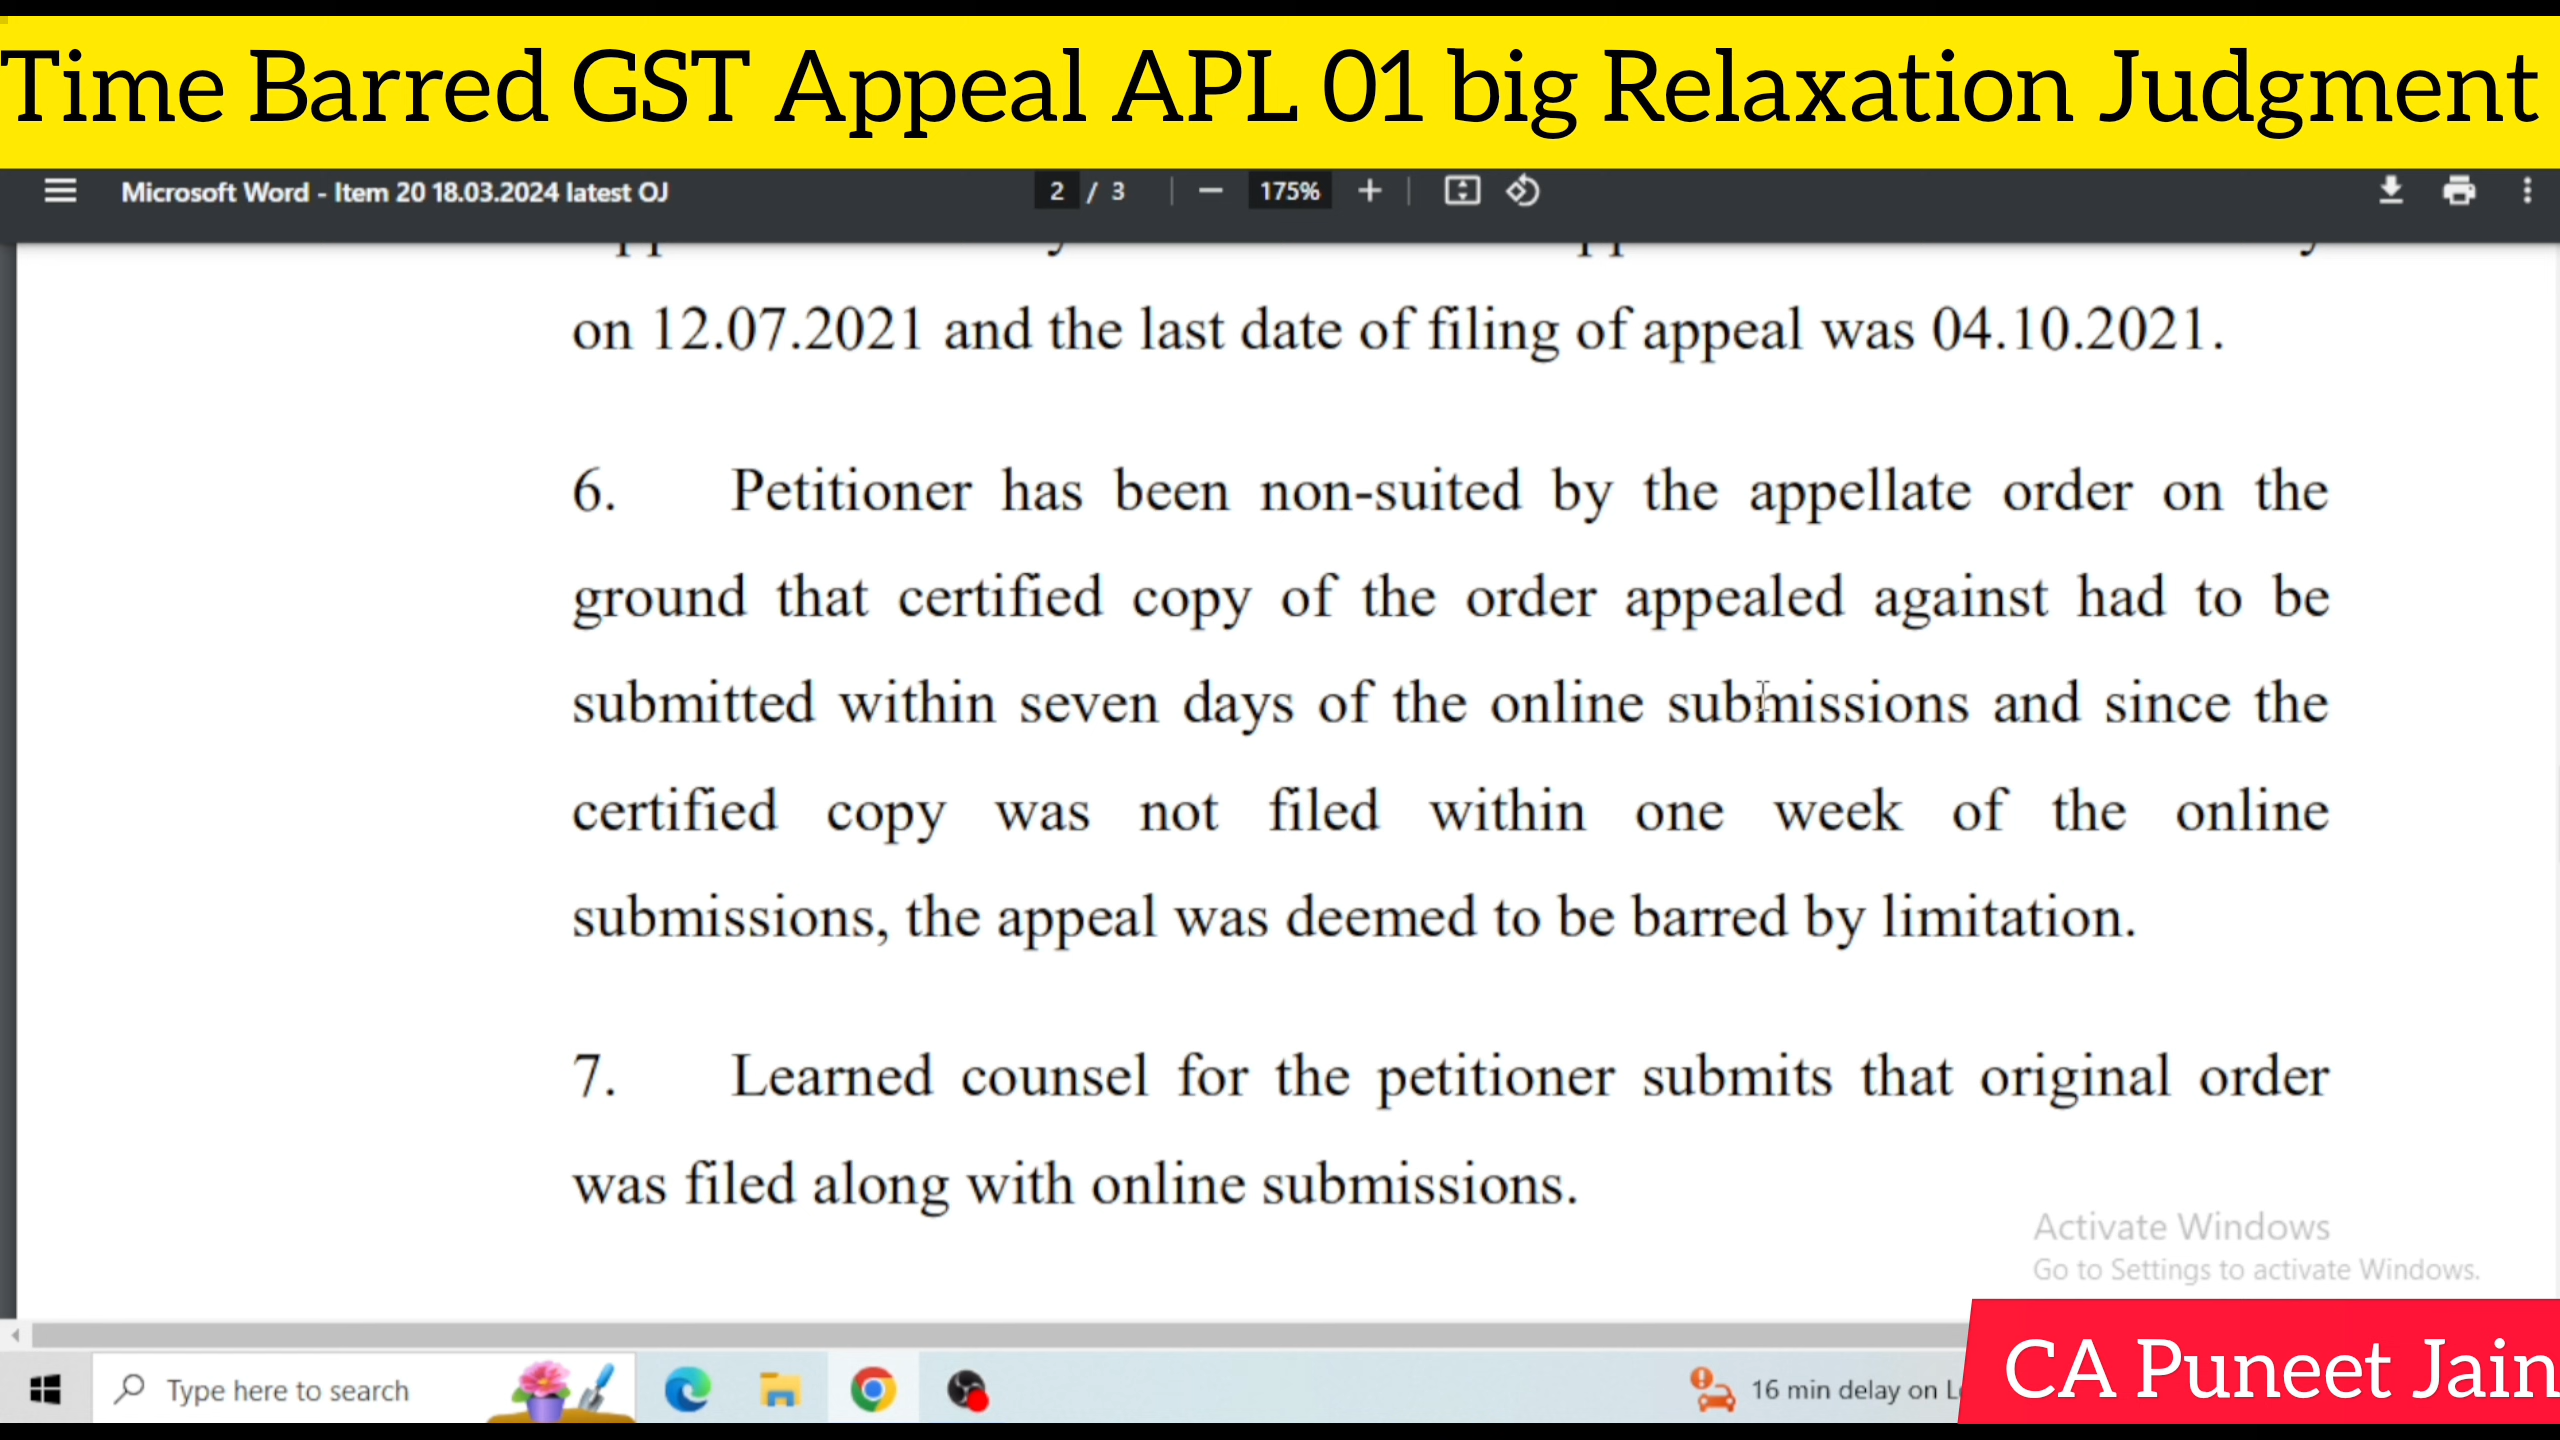 Time Barred GST Appeal APL 01 big Relaxation Judgment
Microsoft Word - Item 20 18.03.2024 latest OJ
2 / 3
175%
on 12.07.2021 and the last date of filing of appeal was 04.10.2021.
6. Petitioner has been non-suited by the appellate order on the
ground that certified copy of the order appealed against had to be
submitted within seven days of the online submissions and since the
certified copy was not filed within one week of the online
submissions, the appeal was deemed to be barred by limitation.
7. Learned counsel for the petitioner submits that original order
was filed along with online submissions.
Activate Windows
Go to Settings to activate Windows.
Type here to search
16 min delay on
CA Puneet Jain